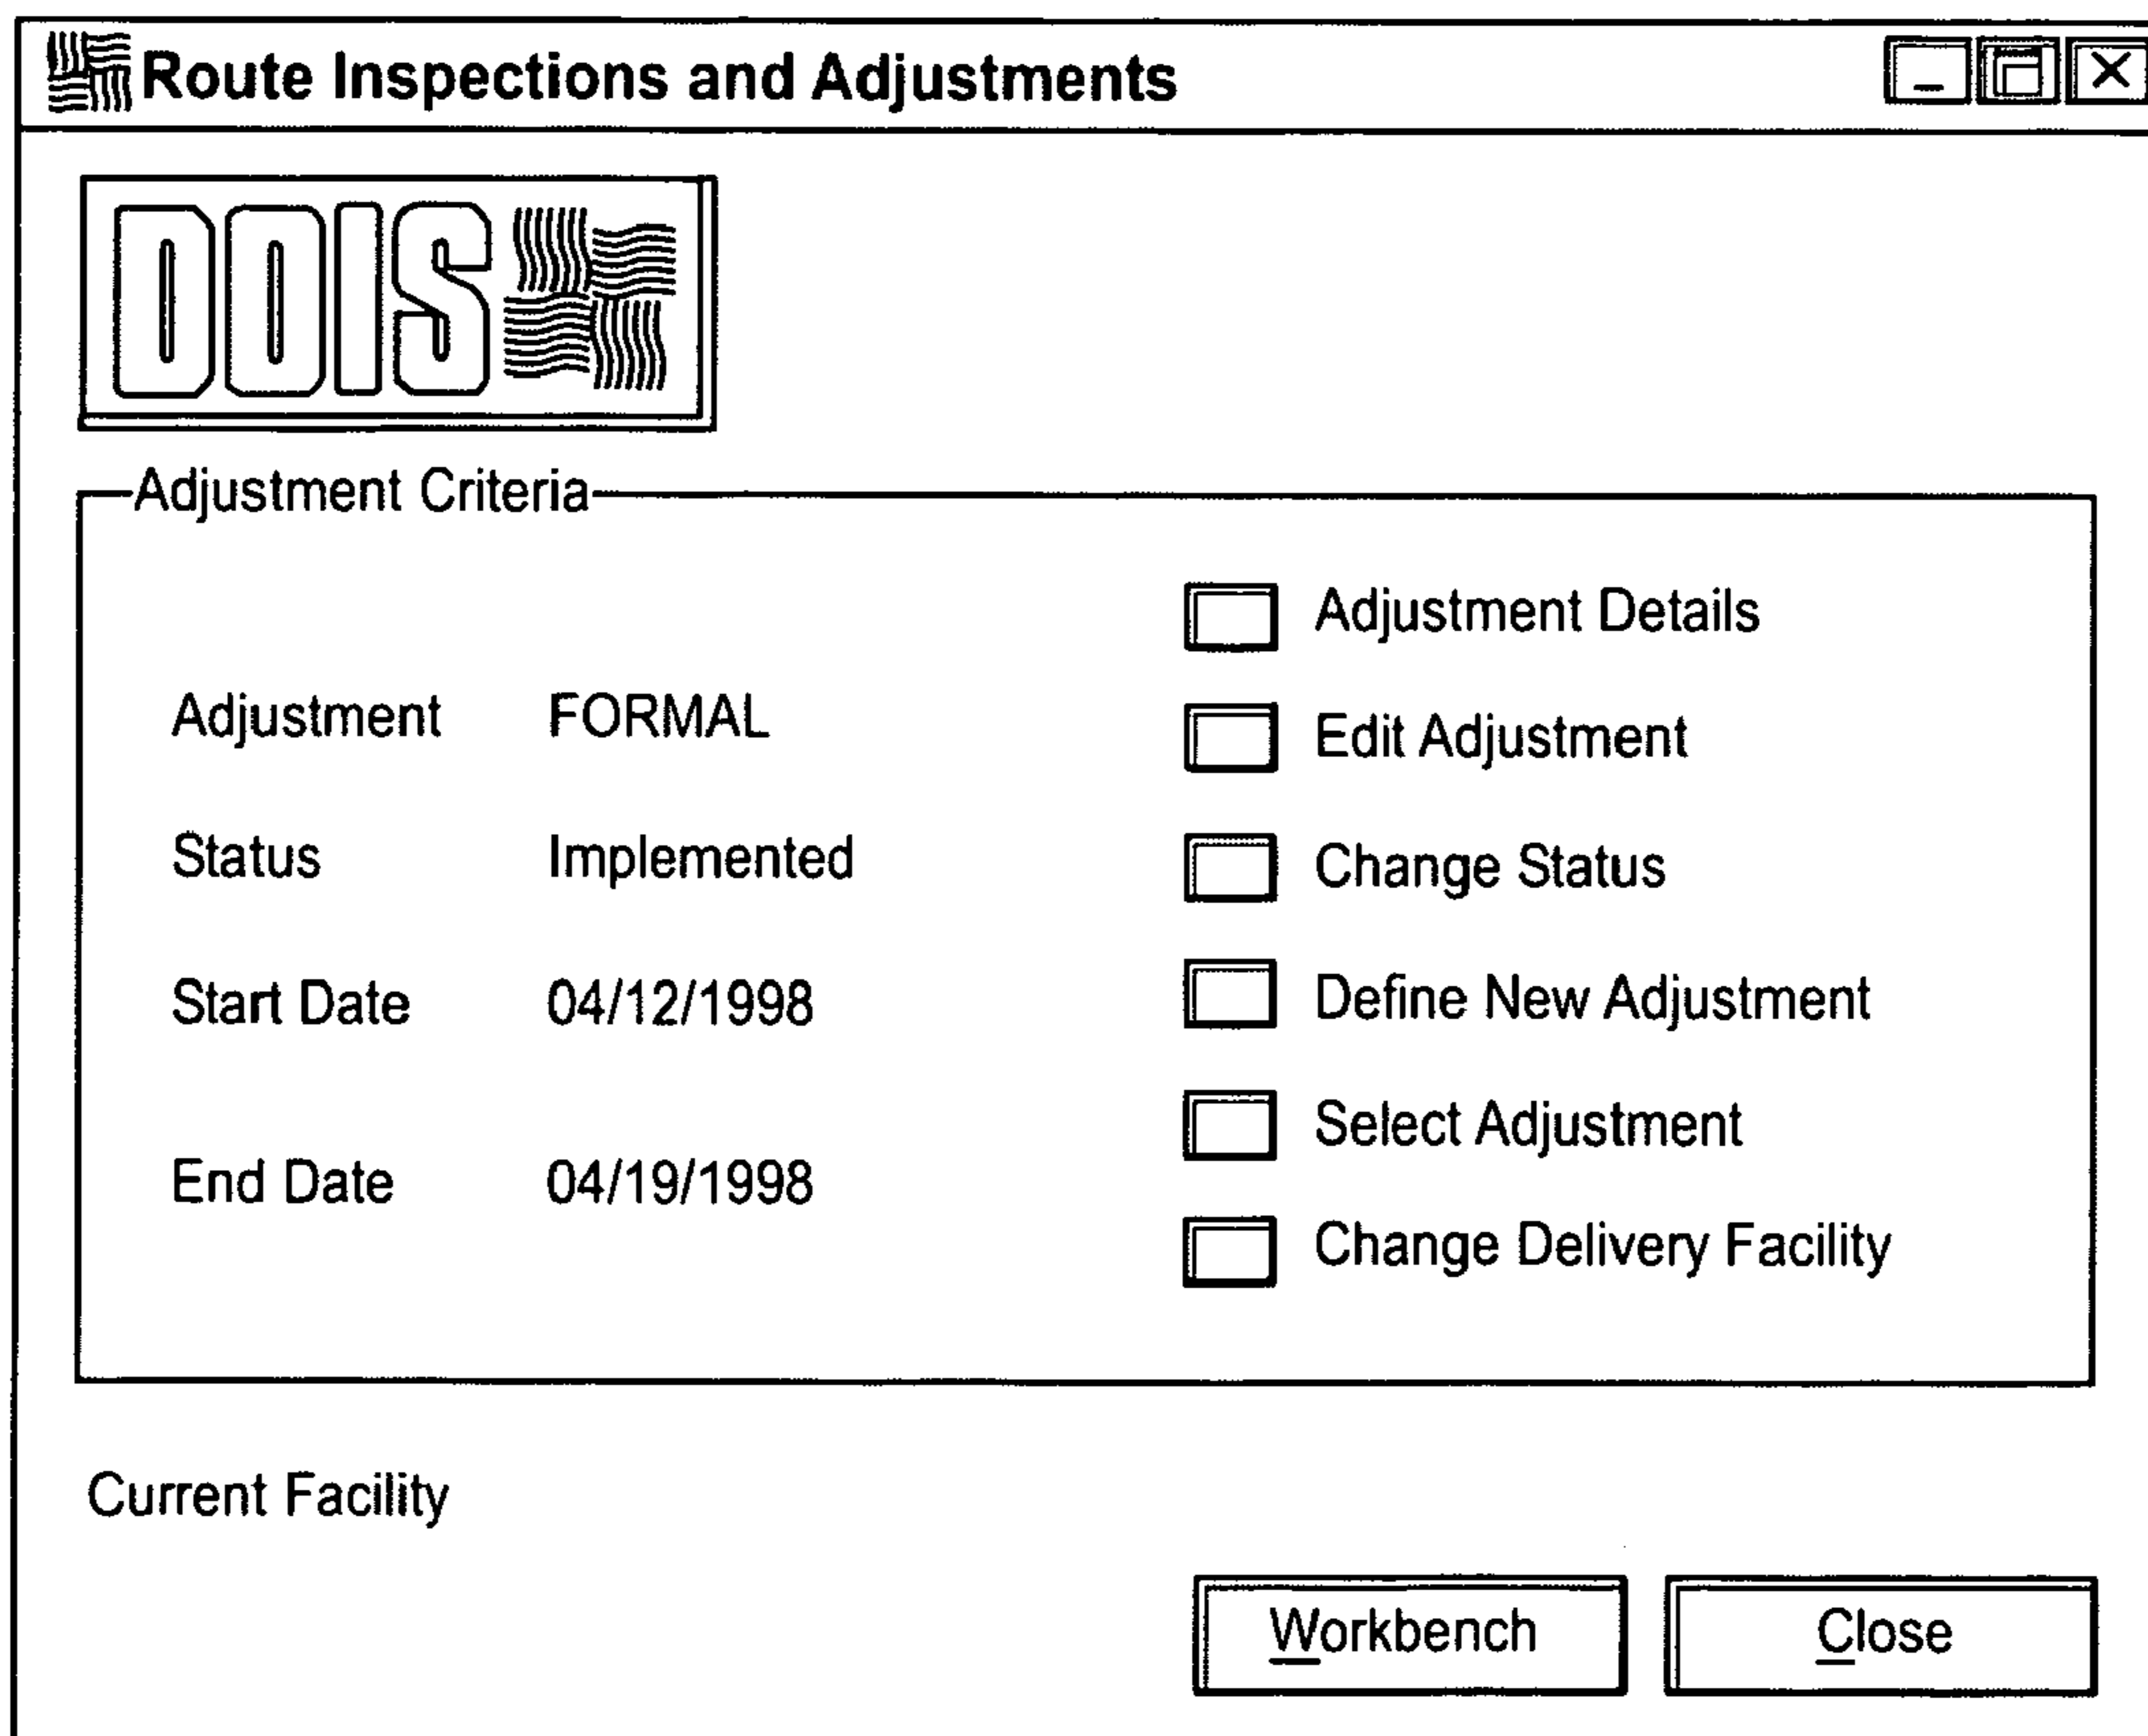 Route Inspections and Adjustments
DOIS
Adjustment Criteria
Adjustment FORMAL
Status Implemented
Start Date 04/12/1998
End Date 04/19/1998
Adjustment Details
Edit Adjustment
Change Status
Define New Adjustment
Select Adjustment
Change Delivery Facility
Current Facility
Workbench
Close